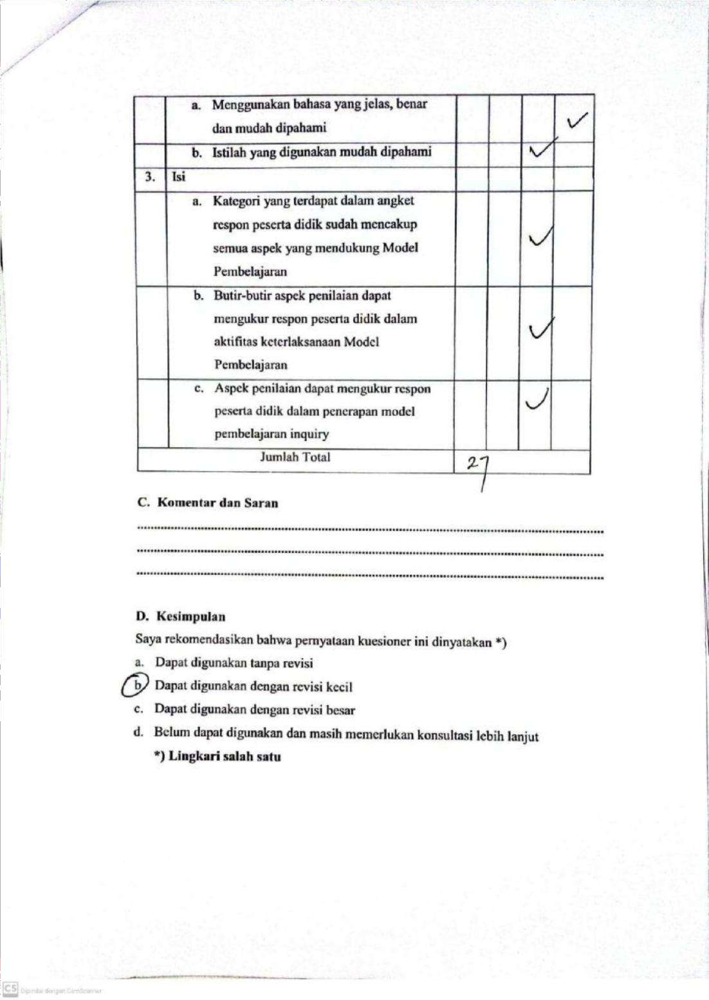 a. Menggunakan bahasa yang jelas, benar
dan mudah dipahami ✓
b. Istilah yang digunakan mudah dipahami ✓
3. Isi
a. Kategori yang terdapat dalam angket
respon peserta didik sudah mencakup
semua aspek yang mendukung Model ✓
Pembelajaran
b. Butir-butir aspek penilaian dapat
mengukur respon peserta didik dalam ✓
aktifitas keterlaksanaan Model
Pembelajaran
c. Aspek penilaian dapat mengukur respon ✓
peserta didik dalam penerapan model
pembelajaran inquiry
Jumlah Total 27
C. Komentar dan Saran
D. Kesimpulan
Saya rekomendasikan bahwa pernyataan kuesioner ini dinyatakan *)
a. Dapat digunakan tanpa revisi
b. Dapat digunakan dengan revisi kecil
c. Dapat digunakan dengan revisi besar
d. Belum dapat digunakan dan masih memerlukan konsultasi lebih lanjut
*) Lingkari salah satu
CS Dipindai dengan CamScanner